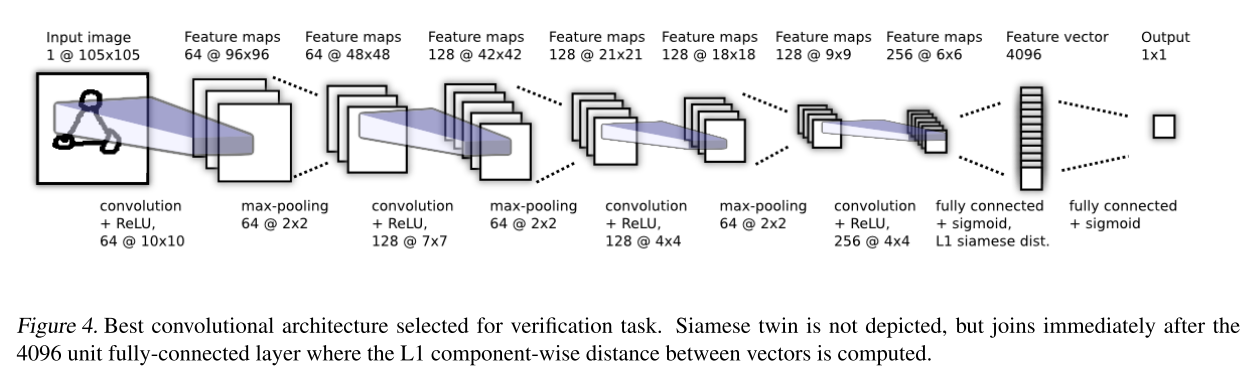 Input image
1 @ 105x105
Feature maps
64 @ 96x96
Feature maps
64 @ 48x48
Feature maps
128 @ 42x42
Feature maps
128 @ 21x21
Feature maps
128 @ 18x18
Feature maps
128 @ 9x9
Feature maps
256 @ 6x6
Feature vector
4096
Output
1x1
convolution
+ ReLU,
64 @ 10x10
max-pooling
64 @ 2x2
convolution
+ ReLU,
128 @ 7x7
max-pooling
64 @ 2x2
convolution
+ ReLU,
128 @ 4x4
max-pooling
64 @ 2x2
convolution
+ ReLU,
256 @ 4x4
fully connected
+ sigmoid,
L1 siamese dist.
fully connected
+ sigmoid
Figure 4. Best convolutional architecture selected for verification task. Siamese twin is not depicted, but joins immediately after the
4096 unit fully-connected layer where the L1 component-wise distance between vectors is computed.